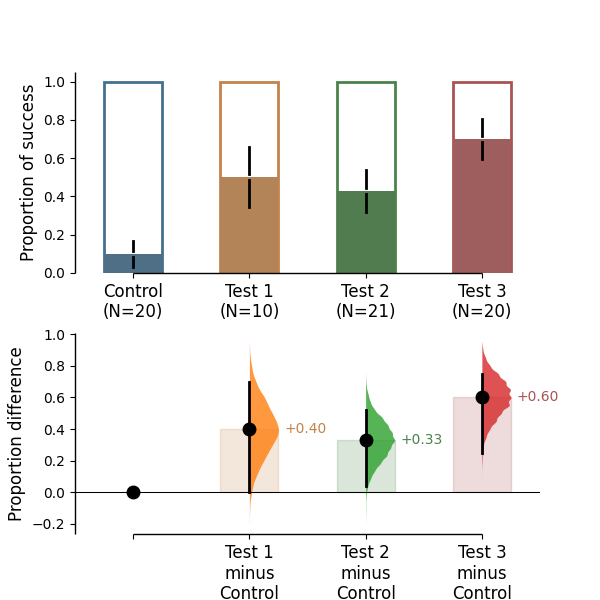 Proportion of success
1.0
0.8
0.6
0.4
0.2
0.0
Control
(N=20)
Test 1
(N=10)
Test 2
(N=21)
Test 3
(N=20)
Proportion difference
1.0
0.8
0.6
0.4
0.2
0.0
−0.2
+0.40
+0.33
+0.60
Test 1
minus
Control
Test 2
minus
Control
Test 3
minus
Control